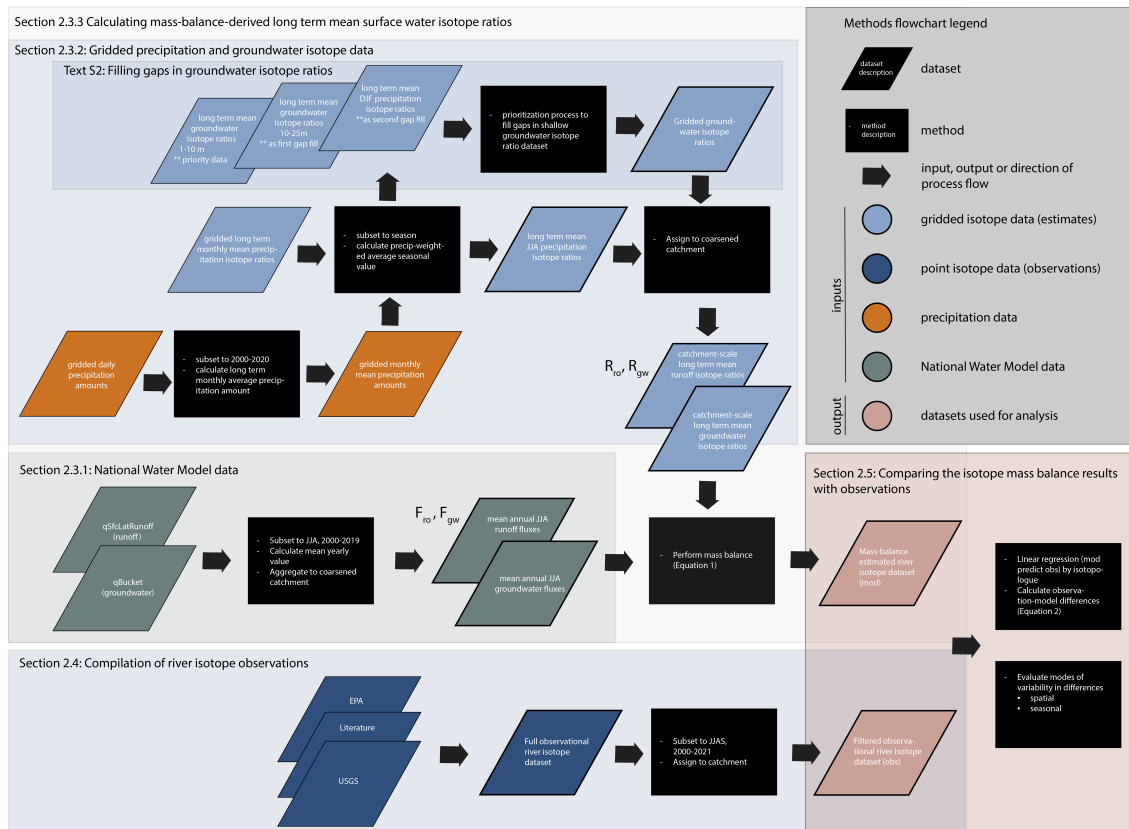 Section 2.3.3 Calculating mass-balance-derived long term mean surface water isotope ratios
Section 2.3.2: Gridded precipitation and groundwater isotope data
Text S2: Filling gaps in groundwater isotope ratios
long term mean
groundwater
isotope ratios
1-10 m
** priority data
long term mean
groundwater
isotope ratios
10-25m
** as first gap fill
long term mean
DJF precipitation
isotope ratios
**as second gap fill
- prioritization process to
fill gaps in shallow
groundwater isotope
ratio dataset
Gridded ground-
water isotope
ratios
gridded long term
monthly mean precip-
itation isotope ratios
- subset to season
- calculate precip-weight-
ed average seasonal
value
long term mean
JJA precipitation
isotope ratios
- Assign to coarsened
catchment
gridded daily
precipitation
amounts
- subset to 2000-2020
- calculate long term
monthly average precip-
itation amount
gridded monthly
mean precipitation
amounts
R_ro, R_gw
catchment-scale
long term mean
runoff isotope ratios
catchment-scale
long term mean
groundwater
isotope ratios
Section 2.3.1: National Water Model data
qSfcLatRunoff
(runoff)
qBucket
(groundwater)
- Subset to JJA, 2000-2019
- Calculate mean yearly
value
- Aggregate to coarsened
catchment
F_ro, F_gw
mean annual JJA
runoff fluxes
mean annual JJA
groundwater fluxes
- Perform mass balance
(Equation 1)
Section 2.4: Compilation of river isotope observations
EPA
Literature
USGS
Full observational
river isotope
dataset
- Subset to JJAS,
2000-2021
- Assign to catchment
Section 2.5: Comparing the isotope mass balance results
with observations
Mass-balance
estimated river
isotope dataset
(mod)
Filtered observa-
tional river isotope
dataset (obs)
- Linear regression (mod
predict obs) by isotopo-
logue
- Calculate observa-
tion-model differences
(Equation 2)
- Evaluate modes of
variability in differences
• spatial
• seasonal
Methods flowchart legend
dataset
description
dataset
- method
description
method
input, output or direction of
process flow
inputs
gridded isotope data (estimates)
point isotope data (observations)
precipitation data
National Water Model data
output
datasets used for analysis